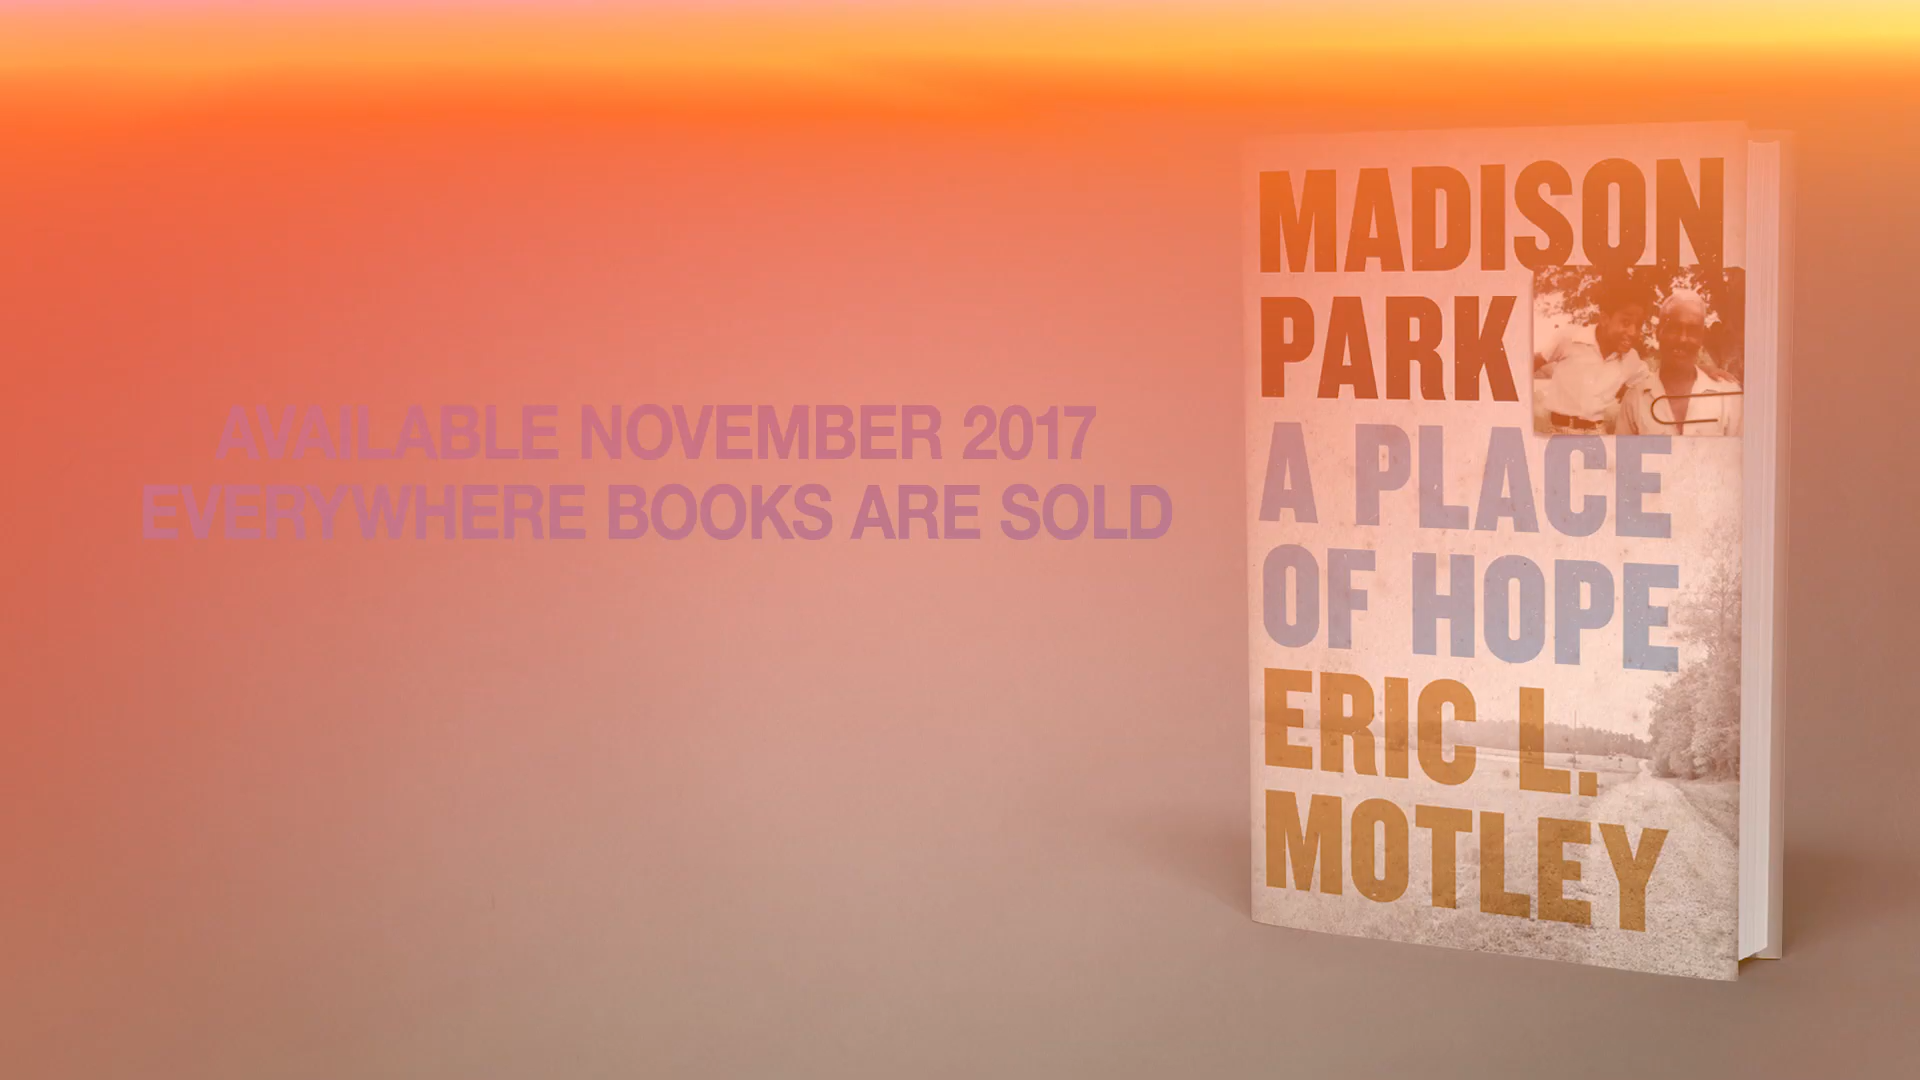 AVAILABLE NOVEMBER 2017
EVERYWHERE BOOKS ARE SOLD
MADISON
PARK
A PLACE
OF HOPE
ERIC L.
MOTLEY